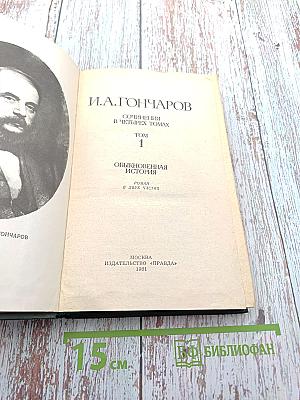 И.А.ГОНЧАРОВ
СОЧИНЕНИЯ
В ЧЕТЫРЕХ ТОМАХ
ТОМ
1
ОБЫКНОВЕННАЯ
ИСТОРИЯ
РОМАН
В ДВУХ ЧАСТЯХ
МОСКВА
ИЗДАТЕЛЬСТВО «ПРАВДА»
1981
ГОНЧАРОВ
15 см
БФ БИБЛИОФАН